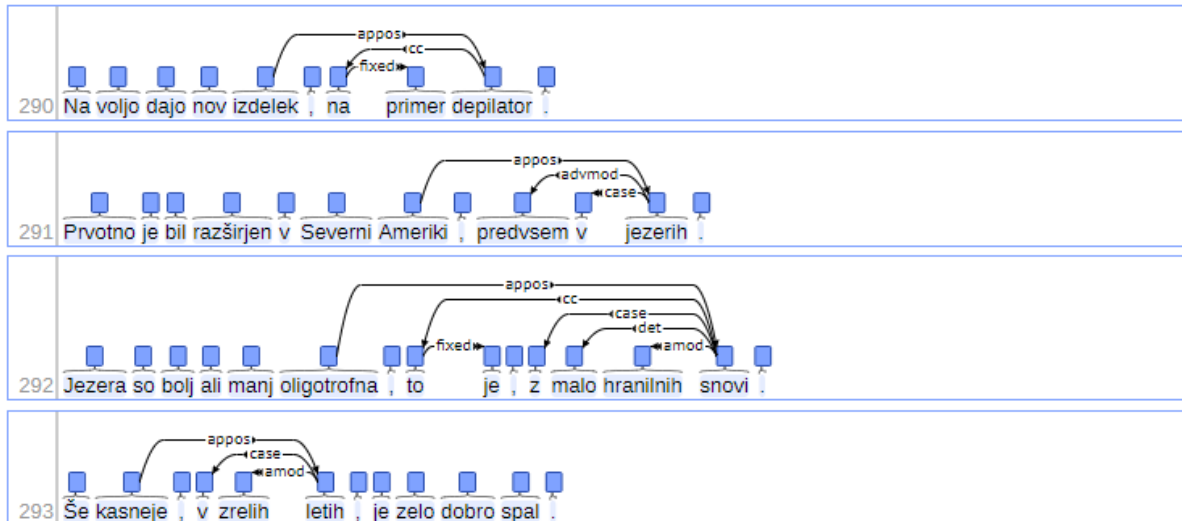 appos
cc
fixed
290 Na voljo dajo nov izdelek , na primer depilator .
appos
advmod
case
291 Prvotno je bil razširjen v Severni Ameriki , predvsem v jezerih .
appos
cc
case
fixed det
amod
292 Jezera so bolj ali manj oligotrofna , to je , z malo hranilnih snovi .
appos
case
amod
293 Še kasneje , v zrelih letih , je zelo dobro spal .